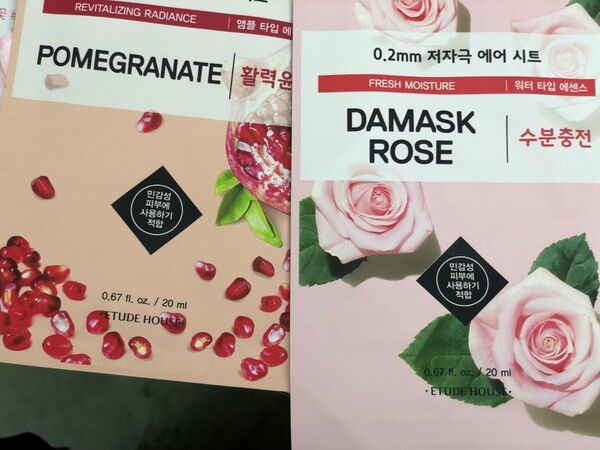 REVITALIZING RADIANCE
앰플 타입 에
POMEGRANATE
활력윤
민감성
피부에
사용하기
적합
0.67 fl. oz. / 20 ml
·ETUDE HOUSE·
0.2mm 저자극 에어 시트
FRESH MOISTURE
워터 타입 에센스
DAMASK
ROSE
수분충전
민감성
피부에
사용하기
적합
0.67 fl. oz. / 20 ml
·ETUDE HOUSE·